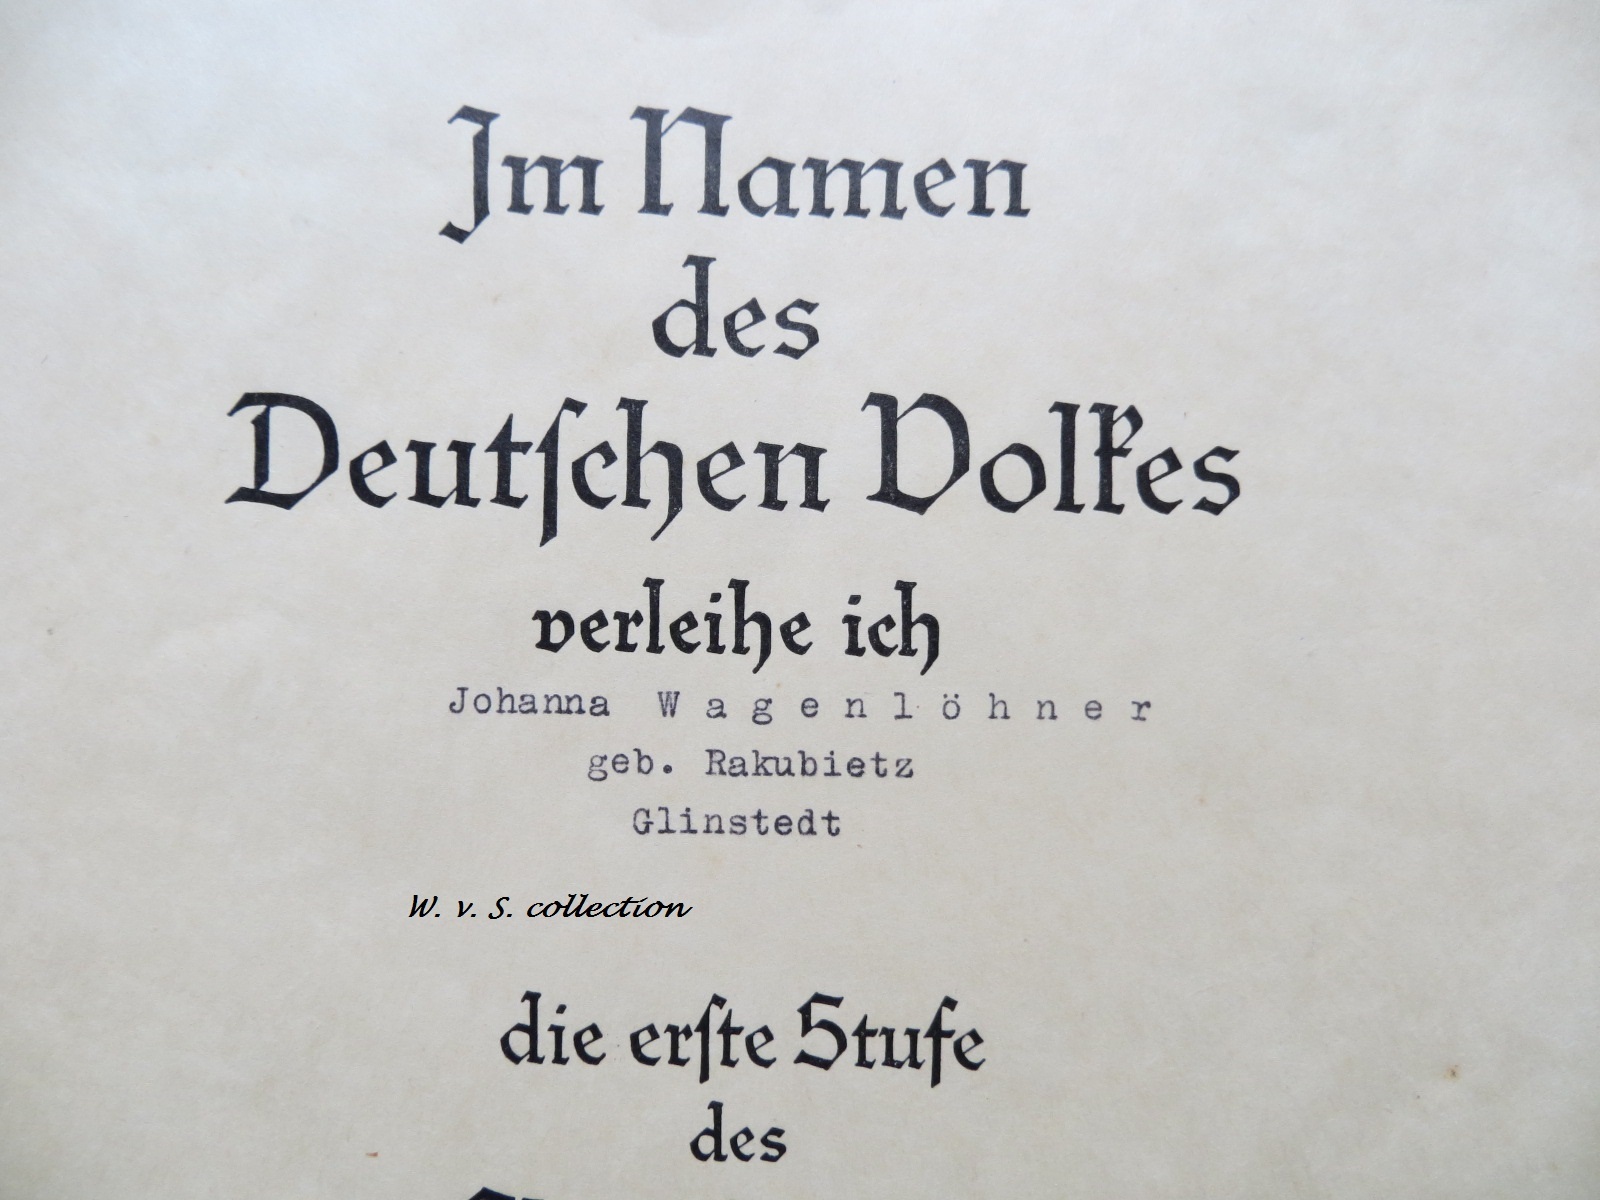 Im Namen
des
Deutschen Volkes
verleihe ich
Johanna Wagenlöhner
geb. Rakubietz
Glinstedt
W. v. S. collection
die erste Stufe
des